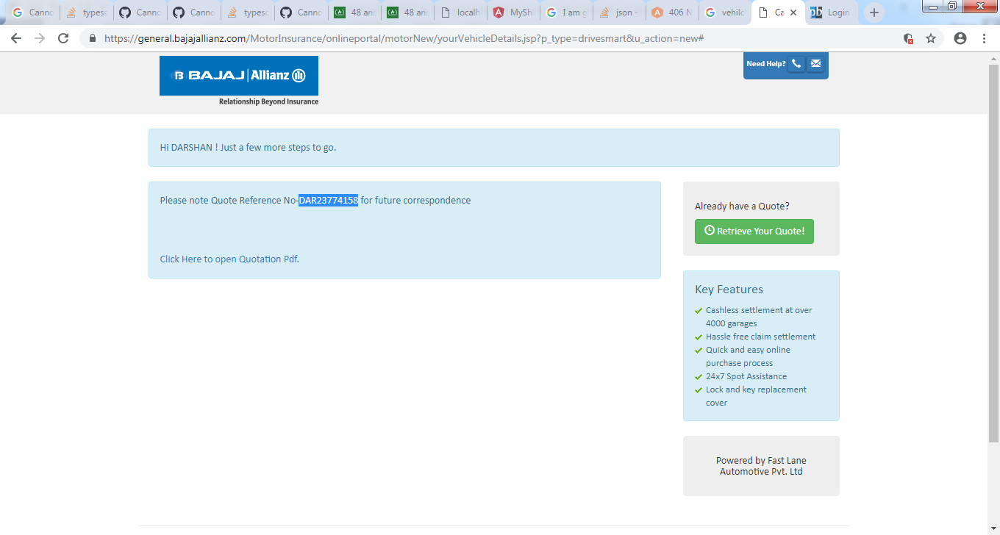 Canno
typesc
Canno
Canno
typesc
Canno
48 ans
48 ans
localh
MySh
I am g
json -
406 N
vehilc
Ca
Login
https://general.bajajallianz.com/MotorInsurance/onlineportal/motorNew/yourVehicleDetails.jsp?p_type=drivesmart&u_action=new#
BAJAJ | Allianz
Relationship Beyond Insurance
Need Help?
Hi DARSHAN ! Just a few more steps to go.
Please note Quote Reference No-DAR23774158 for future correspondence
Click Here to open Quotation Pdf.
Already have a Quote?
Retrieve Your Quote!
Key Features
Cashless settlement at over
4000 garages
Hassle free claim settlement
Quick and easy online
purchase process
24x7 Spot Assistance
Lock and key replacement
cover
Powered by Fast Lane
Automotive Pvt. Ltd